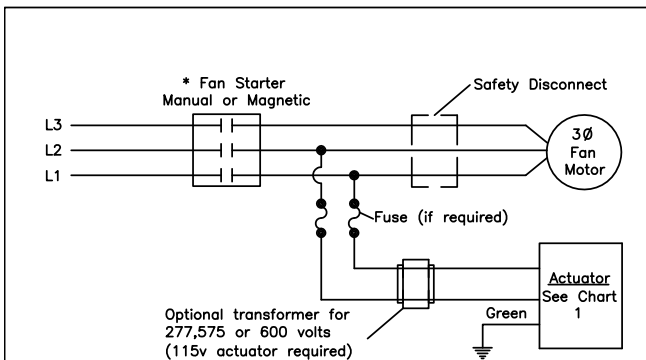 * Fan Starter
Manual or Magnetic
Safety Disconnect
L3
L2
L1
3Ø
Fan
Motor
Fuse (if required)
Actuator
See Chart
1
Green
Optional transformer for
277,575 or 600 volts
(115v actuator required)